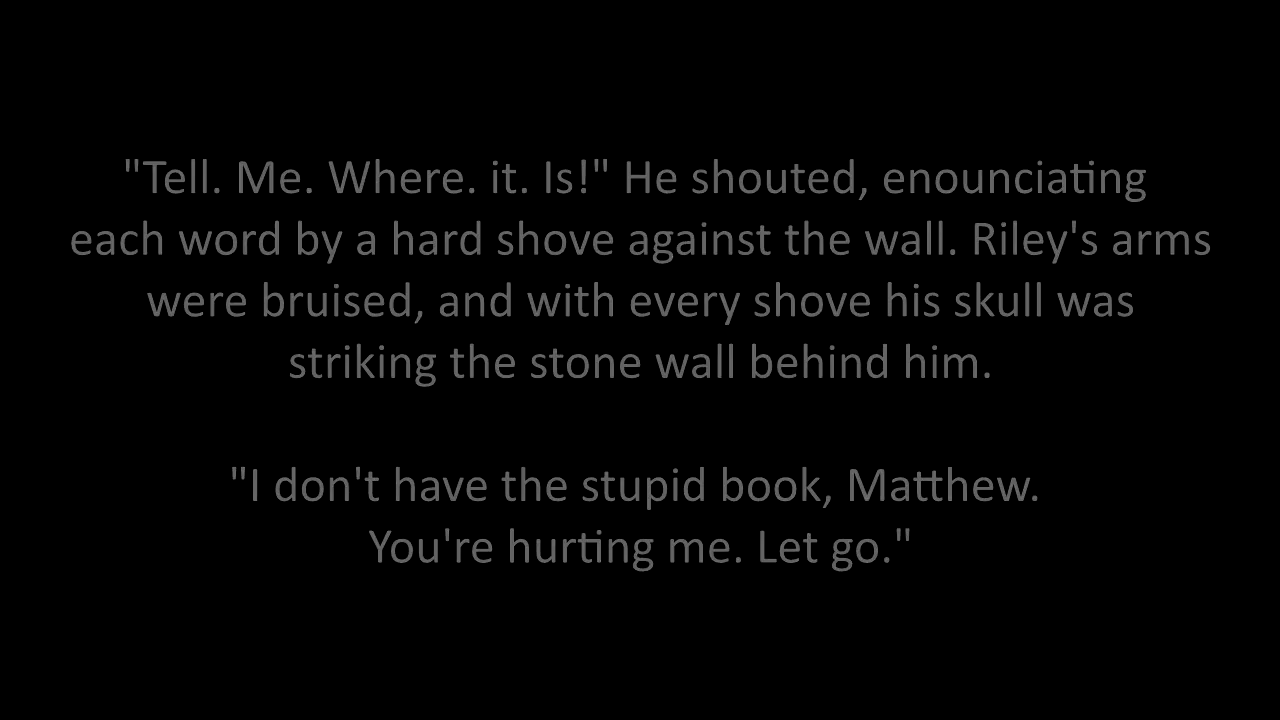 "Tell. Me. Where. it. Is!" He shouted, enounciating
each word by a hard shove against the wall. Riley's arms
were bruised, and with every shove his skull was
striking the stone wall behind him.
"I don't have the stupid book, Matthew.
You're hurting me. Let go."